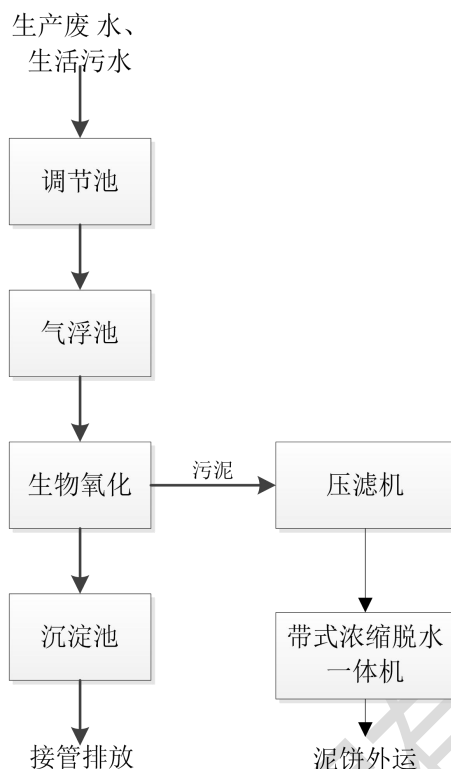 生产废 水、
生活污水
调节池
气浮池
生物氧化
污泥
压滤机
沉淀池
带式浓缩脱水
一体机
接管排放
泥饼外运